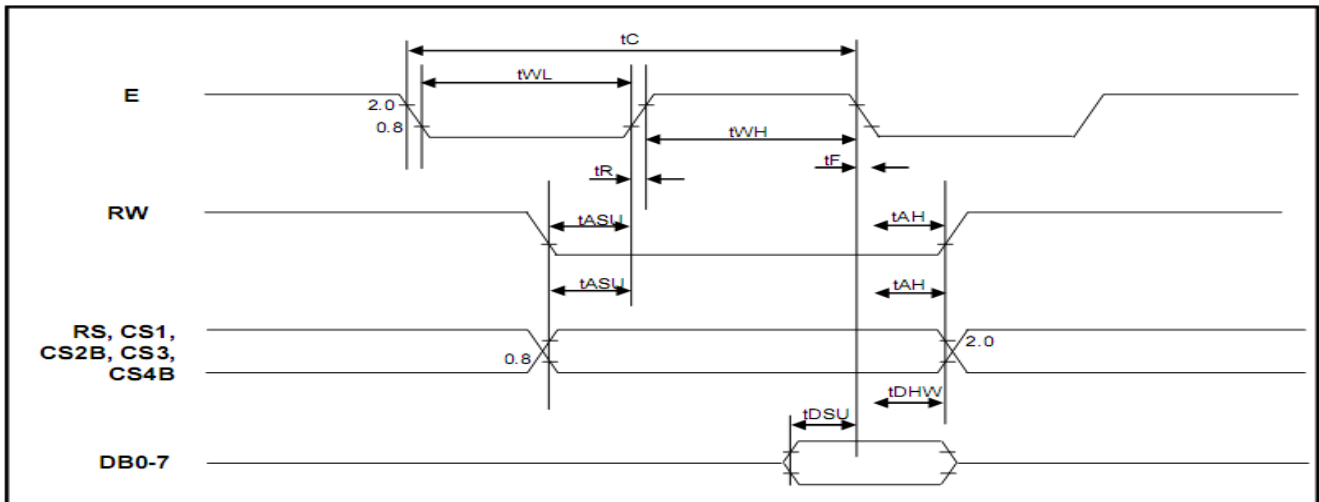 tC
tWL
E
2.0
0.8
tWH
tF
tR
RW
tASU
tAH
tASU
tAH
RS, CS1,
CS2B, CS3,
CS4B
0.8
2.0
tDHW
tDSU
DB0-7